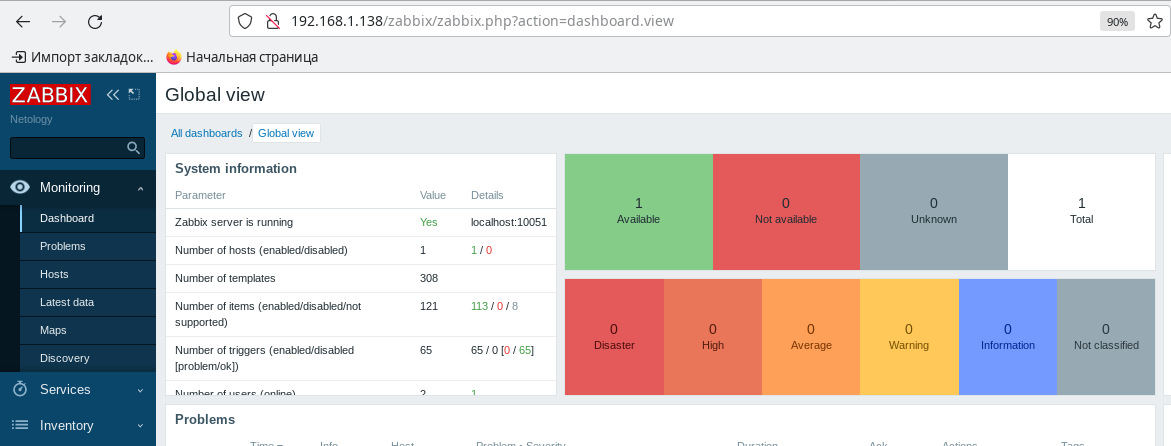 192.168.1.138/zabbix/zabbix.php?action=dashboard.view
90%
Импорт закладок...
Начальная страница
ZABBIX
Netology
Monitoring
Dashboard
Problems
Hosts
Latest data
Maps
Discovery
Services
Inventory
Global view
All dashboards / Global view
System information
Parameter Value Details
Zabbix server is running Yes localhost:10051
Number of hosts (enabled/disabled) 1 1 / 0
Number of templates 308
Number of items (enabled/disabled/not 121 113 / 0 / 8
supported)
Number of triggers (enabled/disabled 65 65 / 0 [0 / 65]
[problem/ok])
Number of users (online) 2 1
1 0 0 1
Available Not available Unknown Total
0 0 0 0 0 0
Disaster High Average Warning Information Not classified
Problems
Time Info Host Problem • Severity Duration Ack Actions Tags